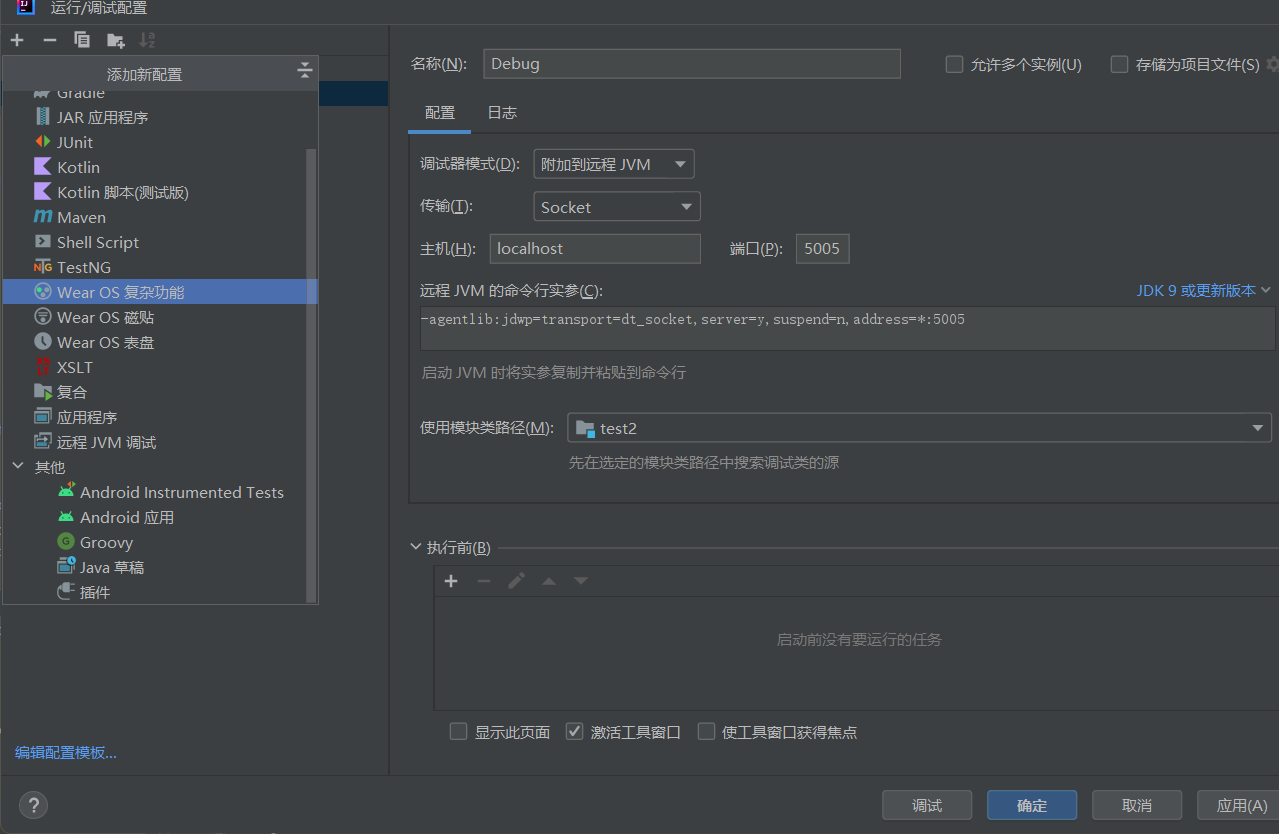 运行/调试配置
添加新配置
Gradle
JAR 应用程序
JUnit
Kotlin
Kotlin 脚本(测试版)
Maven
Shell Script
TestNG
Wear OS 复杂功能
Wear OS 磁贴
Wear OS 表盘
XSLT
复合
应用程序
远程 JVM 调试
其他
Android Instrumented Tests
Android 应用
Groovy
Java 草稿
插件
编辑配置模板...
名称(N): Debug 允许多个实例(U) 存储为项目文件(S)
配置 日志
调试器模式(D): 附加到远程 JVM
传输(T): Socket
主机(H): localhost 端口(P): 5005
远程 JVM 的命令行实参(C): JDK 9 或更新版本
-agentlib:jdwp=transport=dt_socket,server=y,suspend=n,address=*:5005
启动 JVM 时将实参复制并粘贴到命令行
使用模块类路径(M): test2
先在选定的模块类路径中搜索调试类的源
执行前(B)
启动前没有要运行的任务
显示此页面 激活工具窗口 使工具窗口获得焦点
? 调试 确定 取消 应用(A)